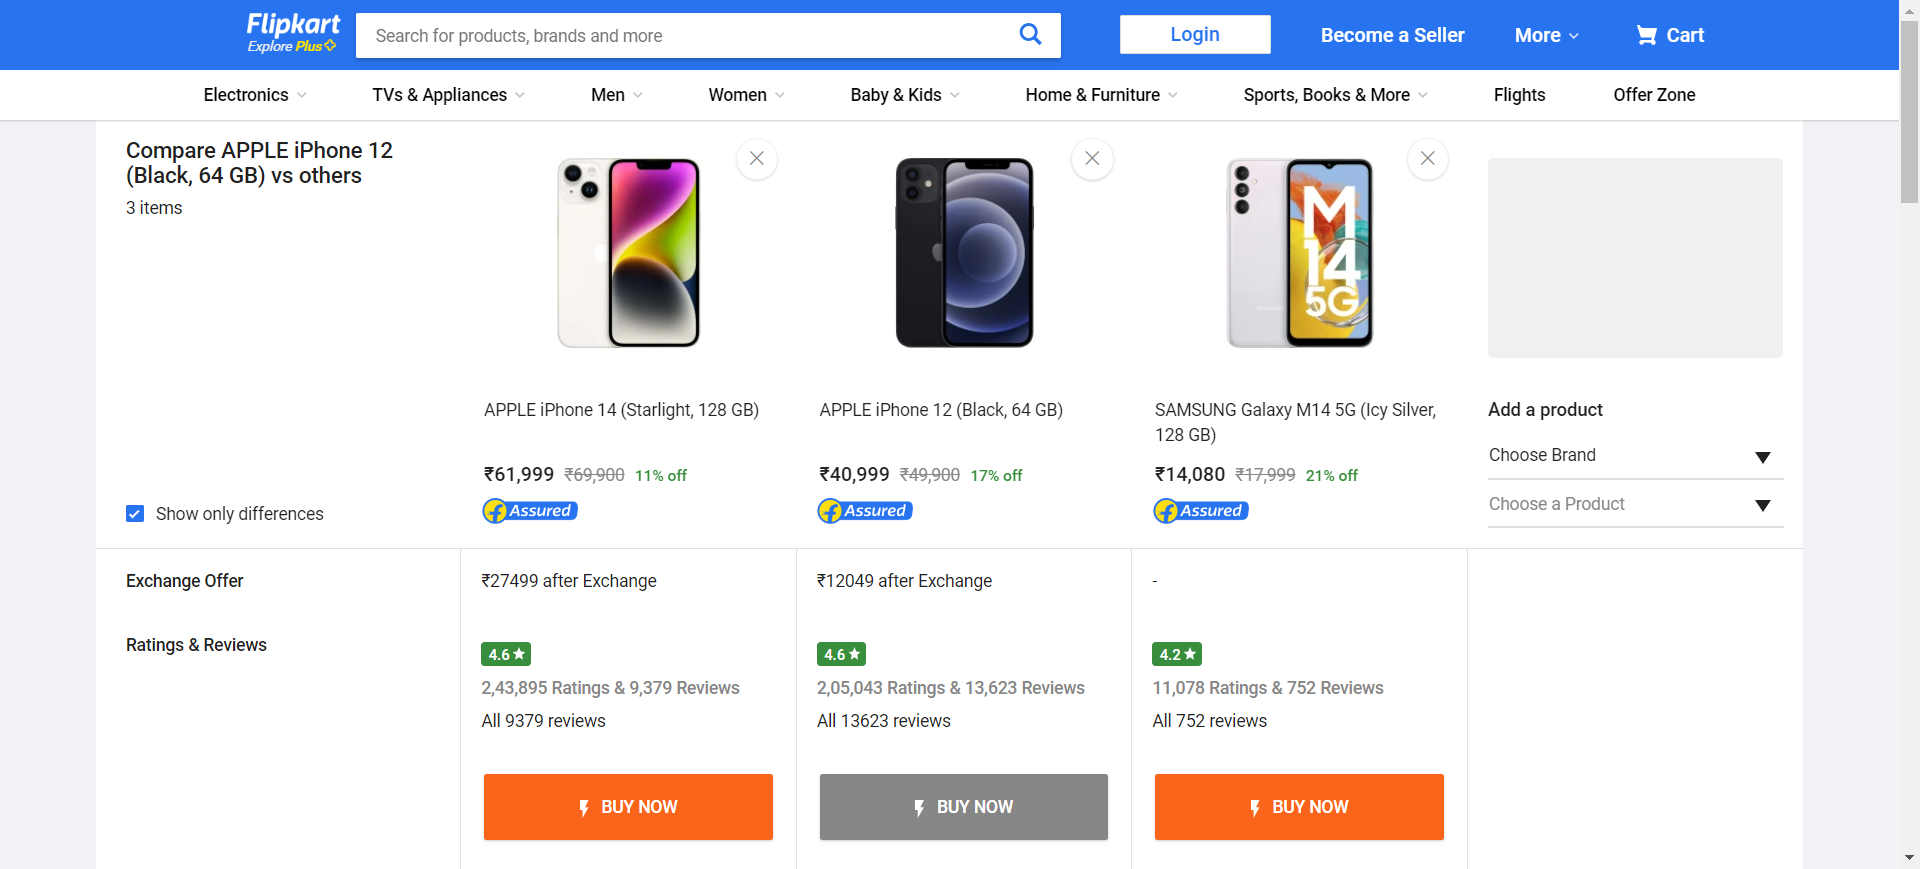 Flipkart
Explore Plus
Search for products, brands and more
Login
Become a Seller
More
Cart
Electronics
TVs & Appliances
Men
Women
Baby & Kids
Home & Furniture
Sports, Books & More
Flights
Offer Zone
Compare APPLE iPhone 12
(Black, 64 GB) vs others
3 items
Show only differences
M
14
5G
APPLE iPhone 14 (Starlight, 128 GB)
₹61,999 ₹69,900 11% off
Assured
APPLE iPhone 12 (Black, 64 GB)
₹40,999 ₹49,900 17% off
Assured
SAMSUNG Galaxy M14 5G (Icy Silver,
128 GB)
₹14,080 ₹17,999 21% off
Assured
Add a product
Choose Brand
Choose a Product
Exchange Offer
₹27499 after Exchange
₹12049 after Exchange
-
Ratings & Reviews
4.6
2,43,895 Ratings & 9,379 Reviews
All 9379 reviews
4.6
2,05,043 Ratings & 13,623 Reviews
All 13623 reviews
4.2
11,078 Ratings & 752 Reviews
All 752 reviews
BUY NOW
BUY NOW
BUY NOW